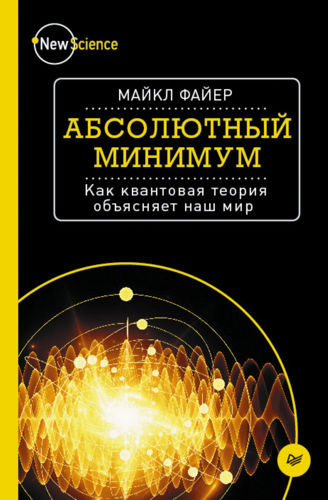 New Science
МАЙКЛ ФАЙЕР
АБСОЛЮТНЫЙ
МИНИМУМ
Как квантовая теория
объясняет наш мир